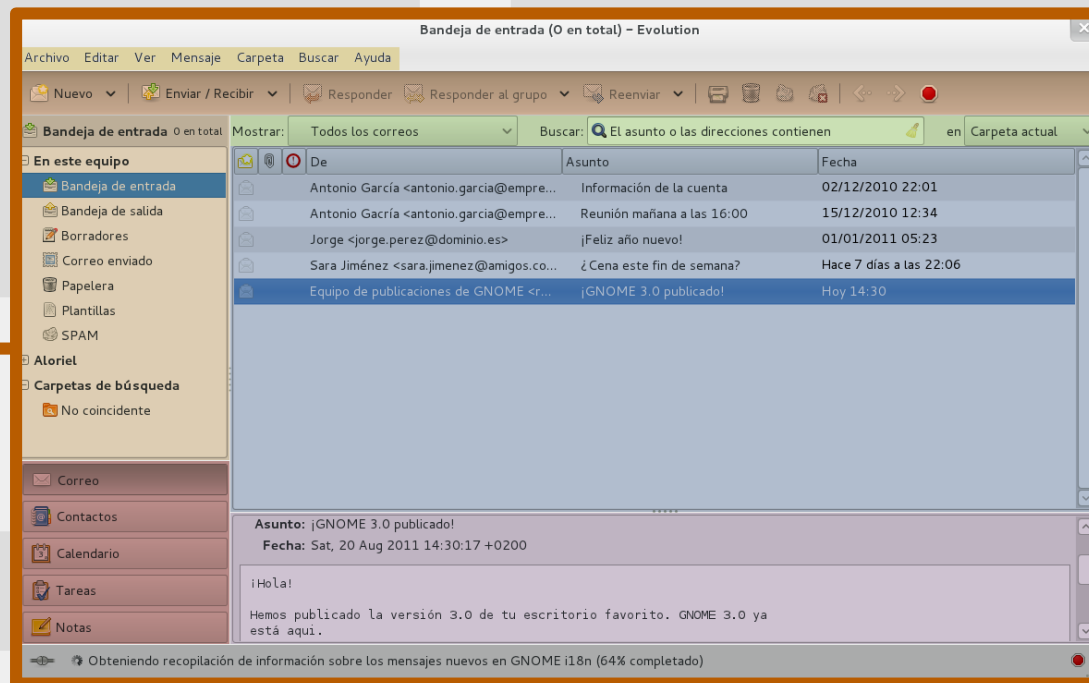 Bandeja de entrada (0 en total) – Evolution
Archivo Editar Ver Mensaje Carpeta Buscar Ayuda
Nuevo Enviar / Recibir Responder Responder al grupo Reenviar
Bandeja de entrada 0 en total Mostrar: Todos los correos Buscar: El asunto o las direcciones contienen en Carpeta actual
En este equipo
Bandeja de entrada
Bandeja de salida
Borradores
Correo enviado
Papelera
Plantillas
SPAM
Aloriel
Carpetas de búsqueda
No coincidente
Correo
Contactos
Calendario
Tareas
Notas
De Asunto Fecha
Antonio García <antonio.garcia@empre... Información de la cuenta 02/12/2010 22:01
Antonio Gacría <antonio.garcia@empre... Reunión mañana a las 16:00 15/12/2010 12:34
Jorge <jorge.perez@dominio.es> ¡Feliz año nuevo! 01/01/2011 05:23
Sara Jiménez <sara.jimenez@amigos.co... ¿Cena este fin de semana? Hace 7 días a las 22:06
Equipo de publicaciones de GNOME <r... ¡GNOME 3.0 publicado! Hoy 14:30
Asunto: ¡GNOME 3.0 publicado!
Fecha: Sat, 20 Aug 2011 14:30:17 +0200
¡Hola!
Hemos publicado la versión 3.0 de tu escritorio favorito. GNOME 3.0 ya
está aqui.
Obteniendo recopilación de información sobre los mensajes nuevos en GNOME i18n (64% completado)